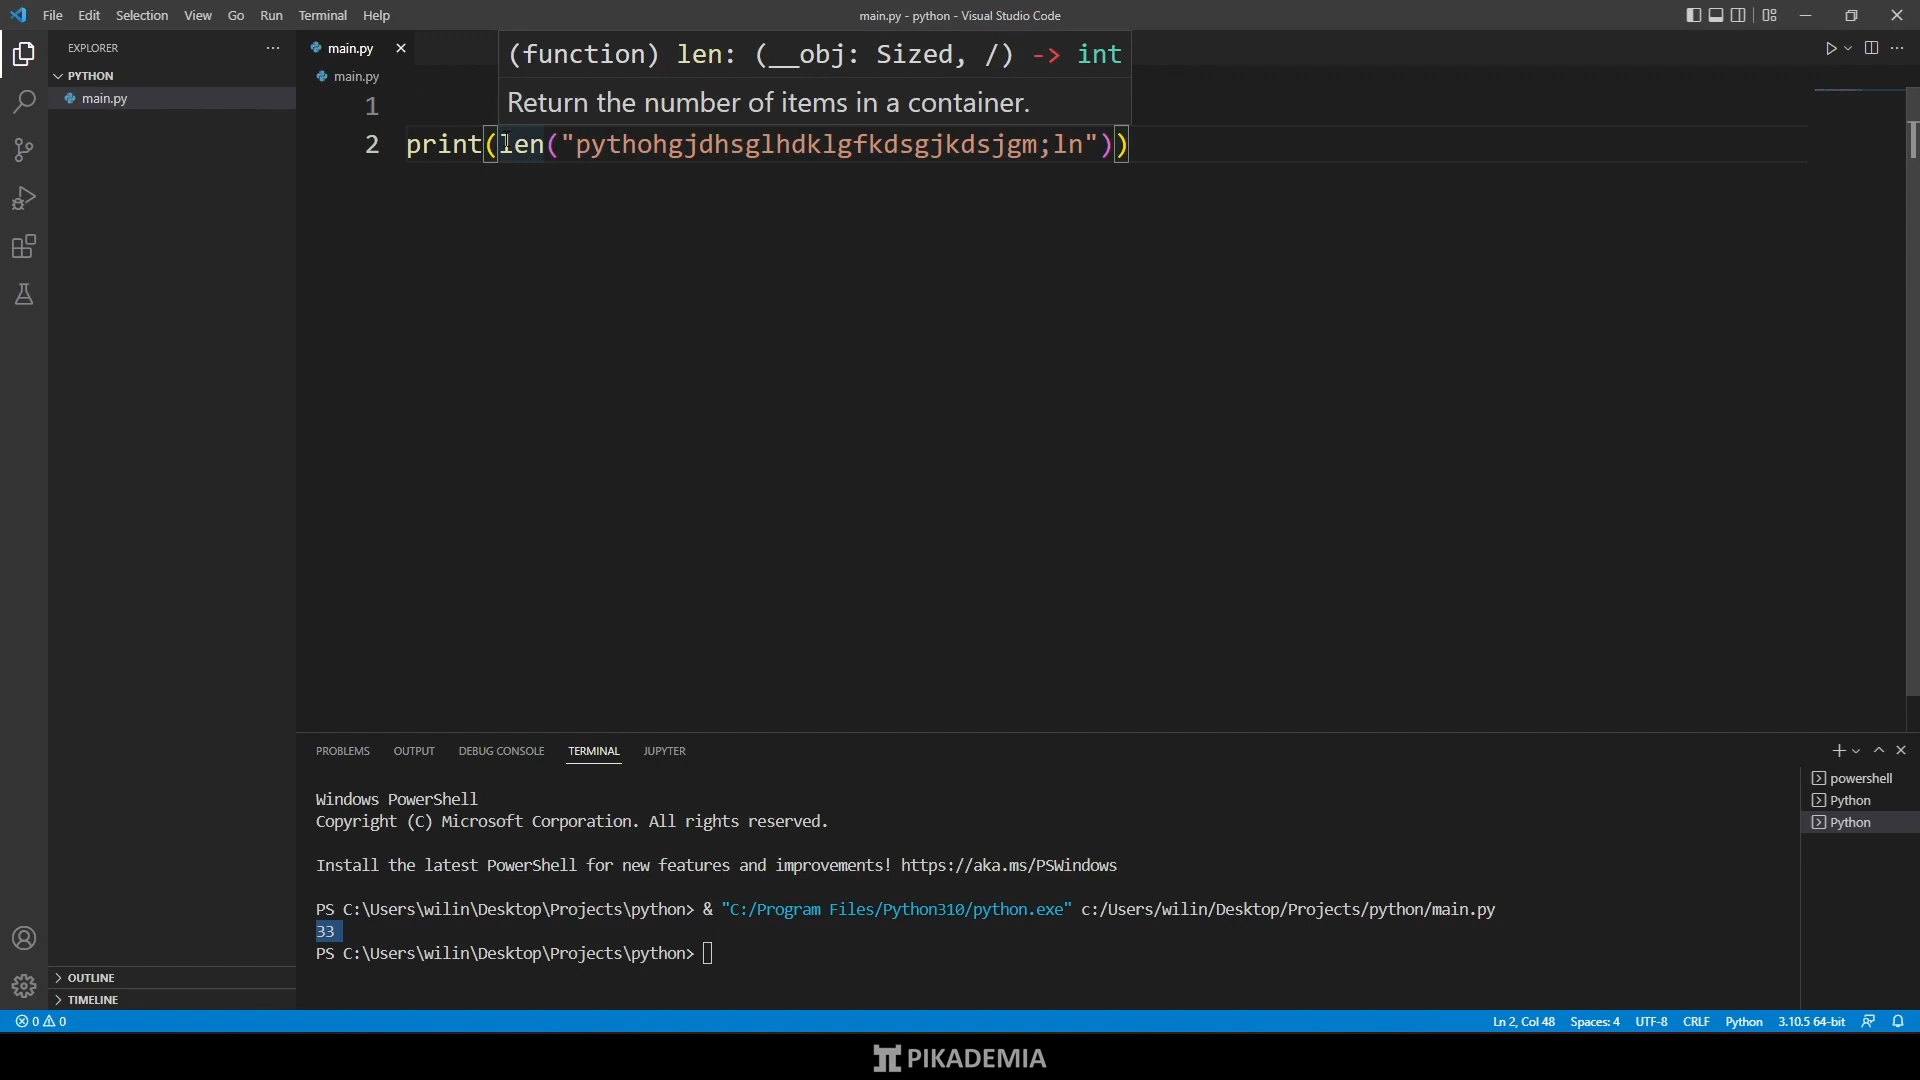 File Edit Selection View Go Run Terminal Help
main.py - python - Visual Studio Code
EXPLORER
PYTHON
main.py
OUTLINE
TIMELINE
main.py
main.py
(function) len: (__obj: Sized, /) -> int
Return the number of items in a container.
1
2 print(len("pythohgjdhsglhdklgfkdsgjkdsjgm;ln"))
PROBLEMS OUTPUT DEBUG CONSOLE TERMINAL JUPYTER
Windows PowerShell
Copyright (C) Microsoft Corporation. All rights reserved.
Install the latest PowerShell for new features and improvements! https://aka.ms/PSWindows
PS C:\Users\wilin\Desktop\Projects\python> & "C:/Program Files/Python310/python.exe" c:/Users/wilin/Desktop/Projects/python/main.py
33
PS C:\Users\wilin\Desktop\Projects\python>
powershell
Python
Python
0 0
Ln 2, Col 48 Spaces: 4 UTF-8 CRLF Python 3.10.5 64-bit
PIKADEMIA